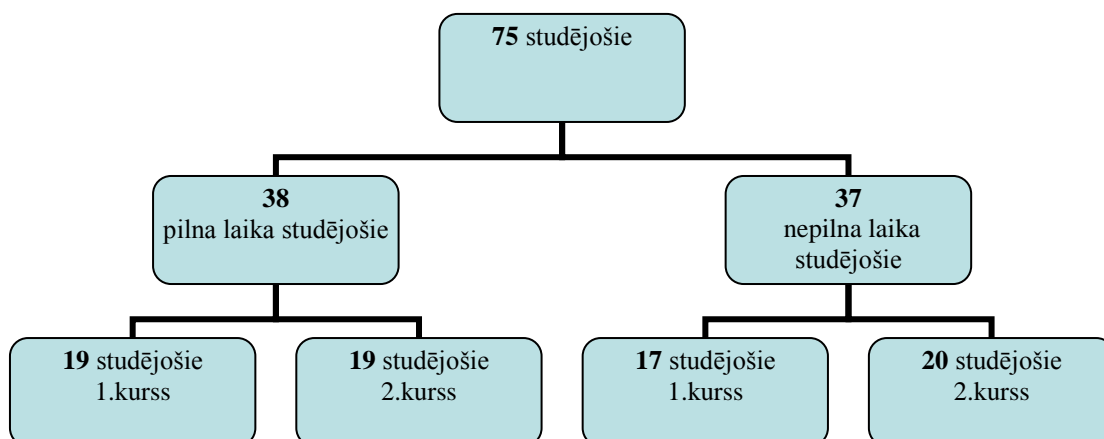 75 studējošie
38
pilna laika studējošie
37
nepilna laika
studējošie
19 studējošie
1.kurss
19 studējošie
2.kurss
17 studējošie
1.kurss
20 studējošie
2.kurss